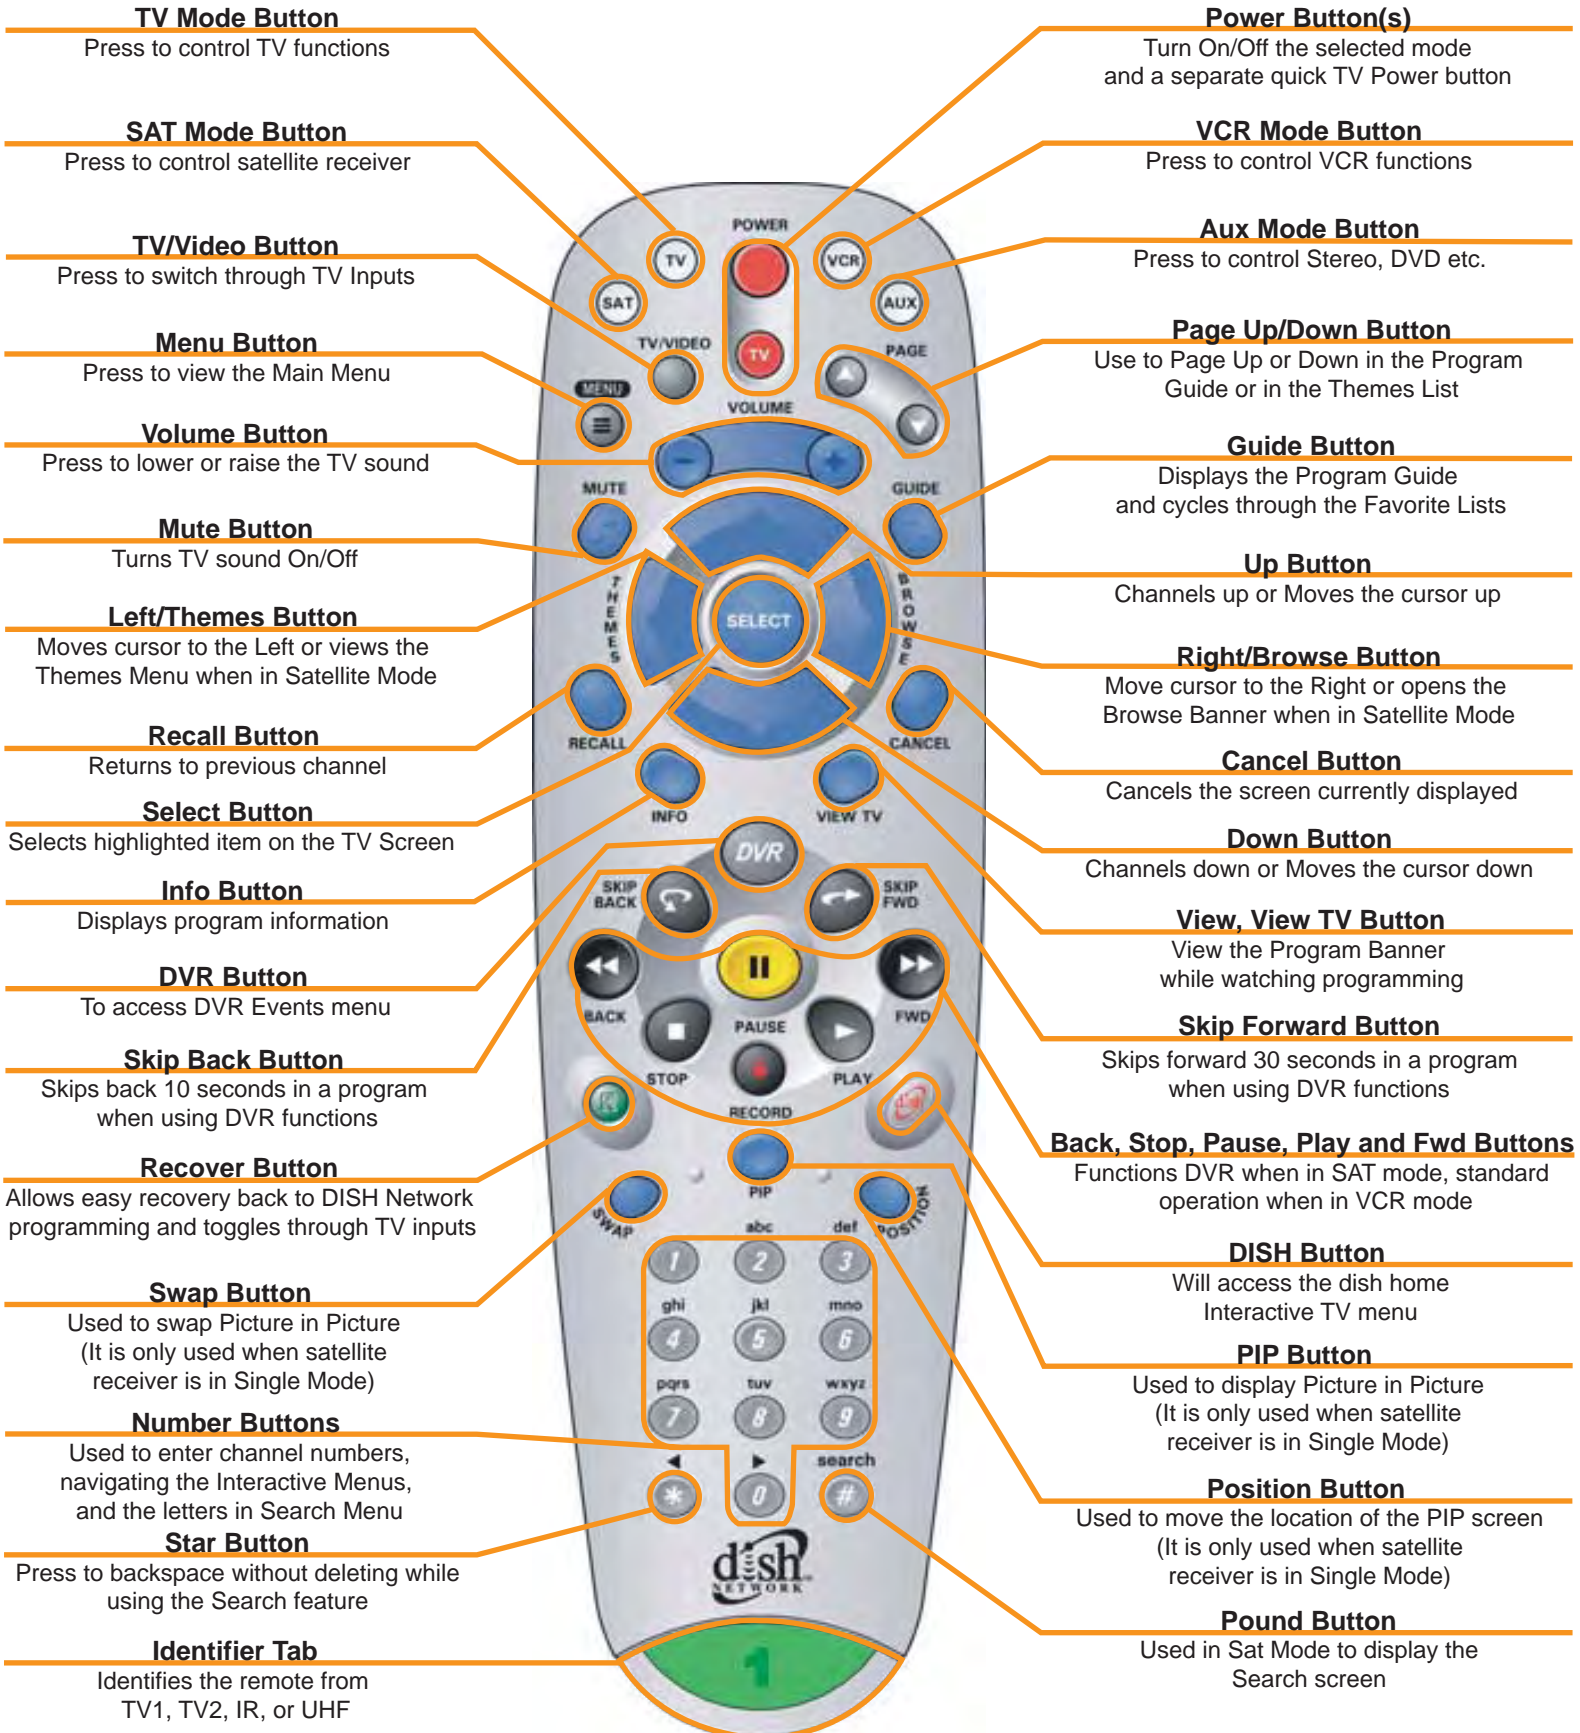 TV Mode Button
Press to control TV functions
SAT Mode Button
Press to control satellite receiver
TV/Video Button
Press to switch through TV Inputs
Menu Button
Press to view the Main Menu
Volume Button
Press to lower or raise the TV sound
Mute Button
Turns TV sound On/Off
Left/Themes Button
Moves cursor to the Left or views the
Themes Menu when in Satellite Mode
Recall Button
Returns to previous channel
Select Button
Selects highlighted item on the TV Screen
Info Button
Displays program information
DVR Button
To access DVR Events menu
Skip Back Button
Skips back 10 seconds in a program
when using DVR functions
Recover Button
Allows easy recovery back to DISH Network
programming and toggles through TV inputs
Swap Button
Used to swap Picture in Picture
(It is only used when satellite
receiver is in Single Mode)
Number Buttons
Used to enter channel numbers,
navigating the Interactive Menus,
and the letters in Search Menu
Star Button
Press to backspace without deleting while
using the Search feature
Identifier Tab
Identifies the remote from
TV1, TV2, IR, or UHF
POWER
TV
VCR
SAT
AUX
TV/VIDEO
TV
PAGE
MENU
VOLUME
- +
MUTE
GUIDE
THEMES
SELECT
BROWSE
RECALL
CANCEL
INFO
VIEW TV
DVR
SKIP
BACK
SKIP
FWD
BACK
PAUSE
FWD
STOP
PLAY
RECORD
R
dish
PIP
SWAP
POSITION
abc
def
1
2
3
ghi
jkl
mno
4
5
6
pqrs
tuv
wxyz
7
8
9
search
*
0
#
dish
NETWORK
1
Power Button(s)
Turn On/Off the selected mode
and a separate quick TV Power button
VCR Mode Button
Press to control VCR functions
Aux Mode Button
Press to control Stereo, DVD etc.
Page Up/Down Button
Use to Page Up or Down in the Program
Guide or in the Themes List
Guide Button
Displays the Program Guide
and cycles through the Favorite Lists
Up Button
Channels up or Moves the cursor up
Right/Browse Button
Move cursor to the Right or opens the
Browse Banner when in Satellite Mode
Cancel Button
Cancels the screen currently displayed
Down Button
Channels down or Moves the cursor down
View, View TV Button
View the Program Banner
while watching programming
Skip Forward Button
Skips forward 30 seconds in a program
when using DVR functions
Back, Stop, Pause, Play and Fwd Buttons
Functions DVR when in SAT mode, standard
operation when in VCR mode
DISH Button
Will access the dish home
Interactive TV menu
PIP Button
Used to display Picture in Picture
(It is only used when satellite
receiver is in Single Mode)
Position Button
Used to move the location of the PIP screen
(It is only used when satellite
receiver is in Single Mode)
Pound Button
Used in Sat Mode to display the
Search screen